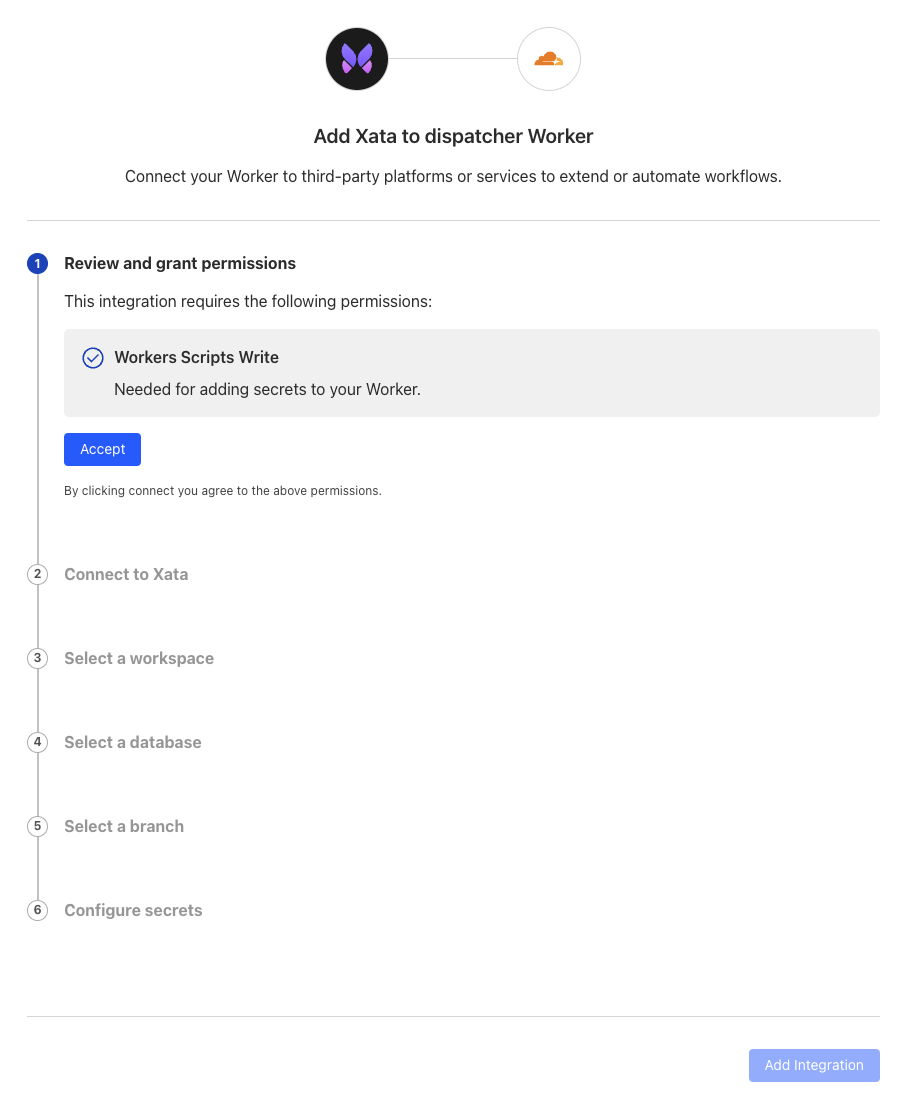 Add Xata to dispatcher Worker
Connect your Worker to third-party platforms or services to extend or automate workflows.
1 Review and grant permissions
This integration requires the following permissions:
Workers Scripts Write
Needed for adding secrets to your Worker.
Accept
By clicking connect you agree to the above permissions.
2 Connect to Xata
3 Select a workspace
4 Select a database
5 Select a branch
6 Configure secrets
Add Integration